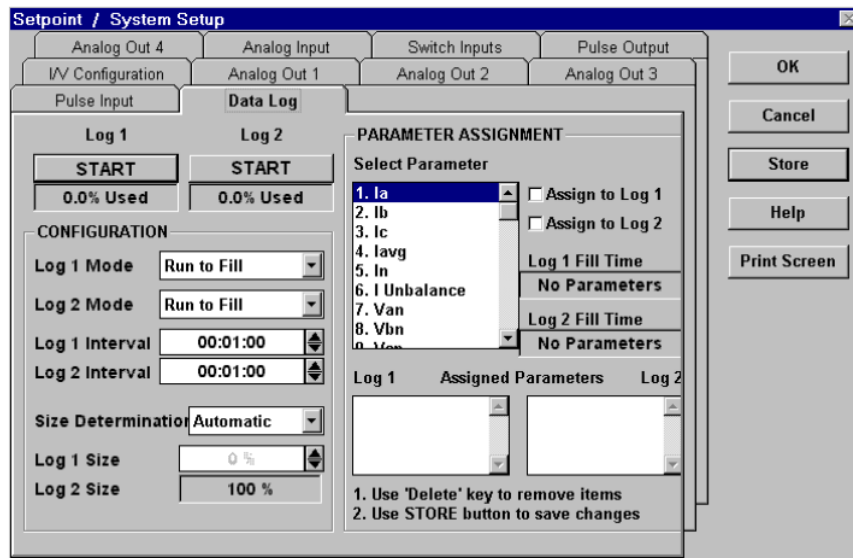 Setpoint / System Setup
Analog Out 4 Analog Input Switch Inputs Pulse Output
I/V Configuration Analog Out 1 Analog Out 2 Analog Out 3
Pulse Input Data Log
Log 1 Log 2
START START
0.0% Used 0.0% Used
CONFIGURATION
Log 1 Mode Run to Fill
Log 2 Mode Run to Fill
Log 1 Interval 00:01:00
Log 2 Interval 00:01:00
Size Determination Automatic
Log 1 Size 0 %
Log 2 Size 100 %
PARAMETER ASSIGNMENT
Select Parameter
1. Ia
2. Ib
3. Ic
4. Iavg
5. In
6. I Unbalance
7. Van
8. Vbn
9. Vcn
Assign to Log 1
Assign to Log 2
Log 1 Fill Time
No Parameters
Log 2 Fill Time
No Parameters
Log 1 Assigned Parameters Log 2
1. Use 'Delete' key to remove items
2. Use STORE button to save changes
OK
Cancel
Store
Help
Print Screen